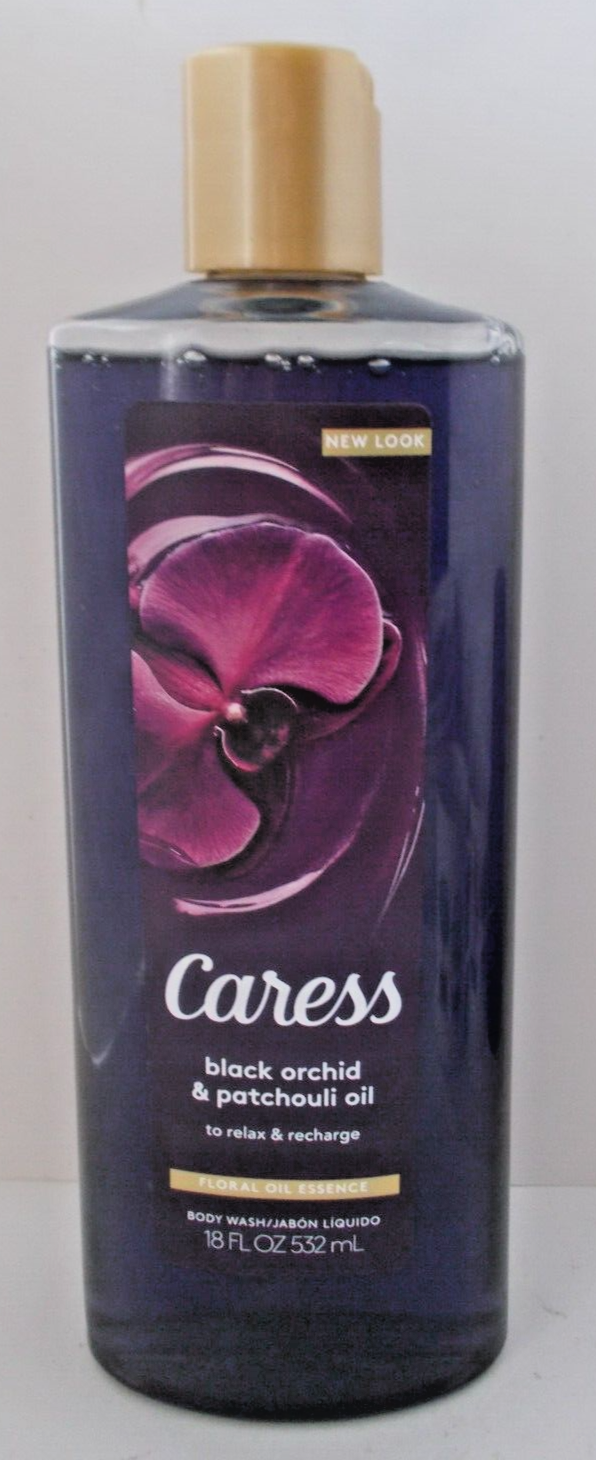 NEW LOOK
Caress
black orchid
& patchouli oil
to relax & recharge
FLORAL OIL ESSENCE
BODY WASH/JABÓN LÍQUIDO
18 FL OZ 532 mL